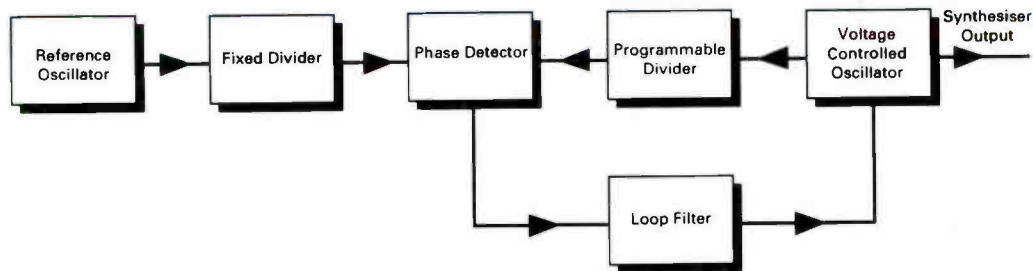 Reference
Oscillator
Fixed Divider
Phase Detector
Programmable
Divider
Voltage
Controlled
Oscillator
Synthesiser
Output
Loop Filter